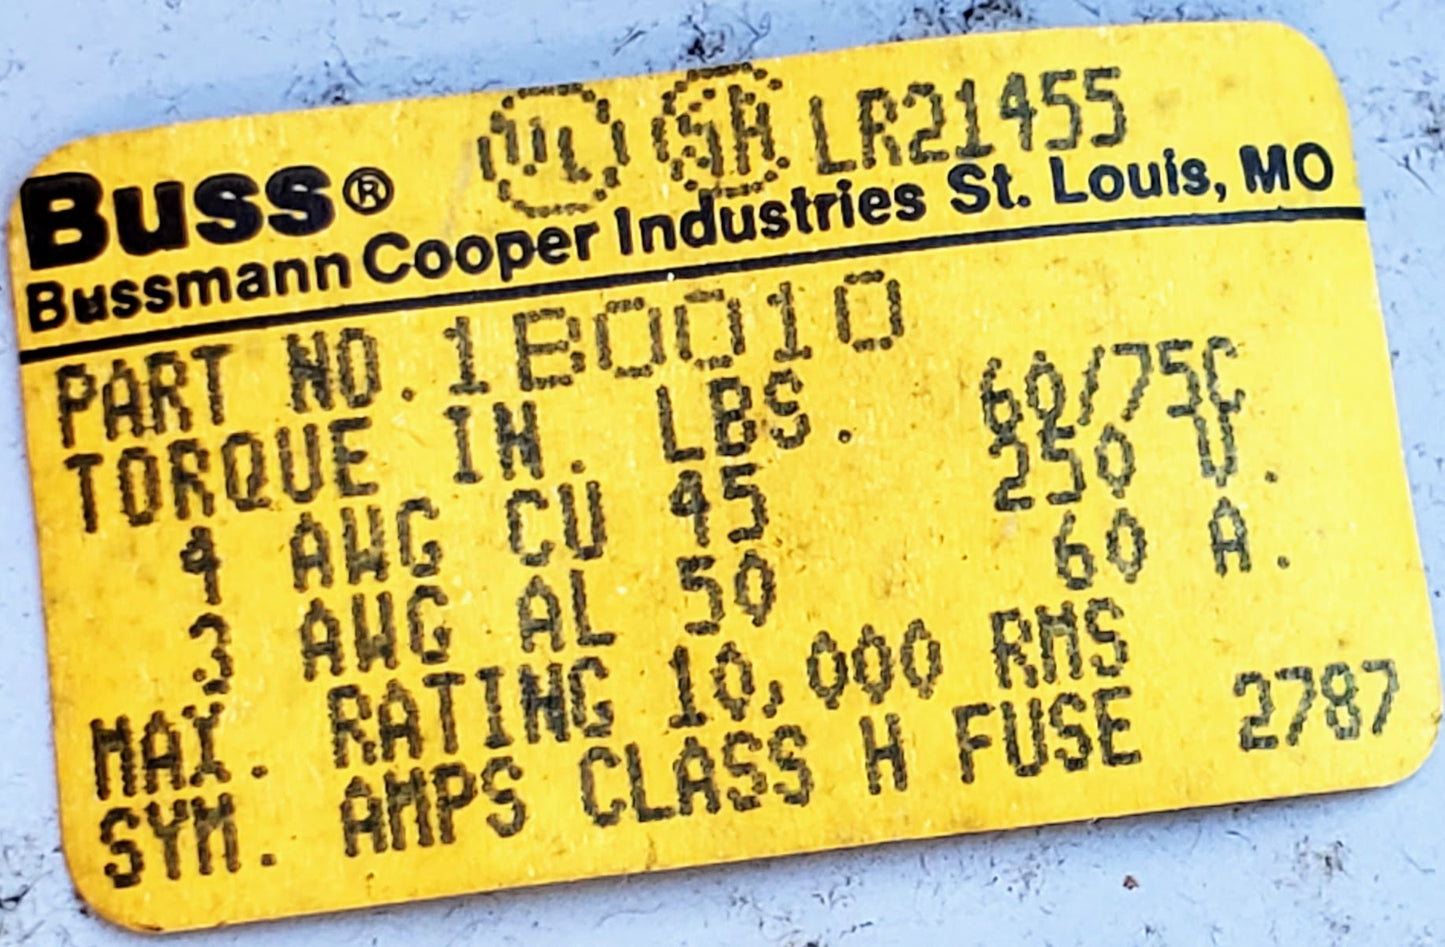 UL SA LR21455
Buss®
Bussmann Cooper Industries St. Louis, MO
PART NO. 1B0010
TORQUE IN. LBS. 60/75C
4 AWG CU 45 250 V.
3 AWG AL 50 60 A.
MAX. RATING 10,000 RMS
SYM. AMPS CLASS H FUSE 2787